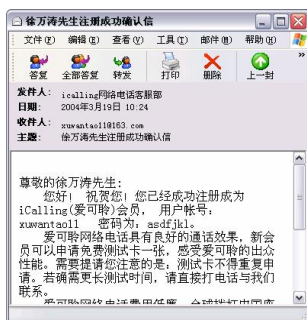 徐万涛先生注册成功确认信
文件(F) 编辑(E) 查看(V) 工具(T) 邮件(M) 帮助(H)
答复 全部答复 转发 打印 删除 上一封
发件人: icalling网络电话客服部
日期: 2004年3月19日 10:24
收件人: xuwantao11@163.com
主题: 徐万涛先生注册成功确认信
尊敬的徐万涛先生:
您好! 祝贺您! 您已经成功注册成为
iCalling(爱可聆)会员, 用户帐号:
xuwantao11 密码为: asdfjkl。
爱可聆网络电话具有良好的通话效果, 新会
员可以申请免费测试卡一张, 感受爱可聆的出众
性能。需要提请您注意的是: 测试卡不得重复申
请。若确需更长测试时间, 请直接打电话与我们
联系。